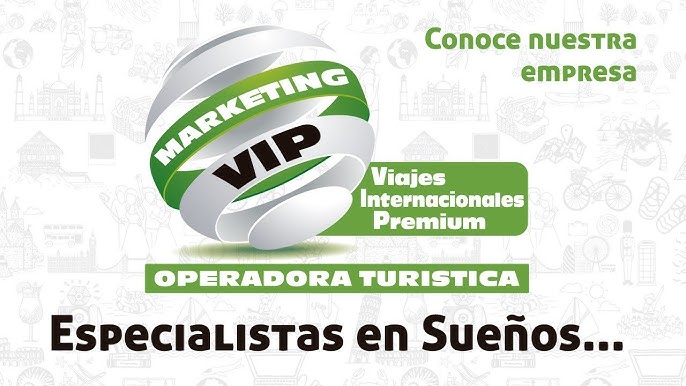 Conoce nuestra
empresa
MARKETING
VIP
Viajes
Internacionales
Premium
OPERADORA TURISTICA
Especialistas en Sueños...